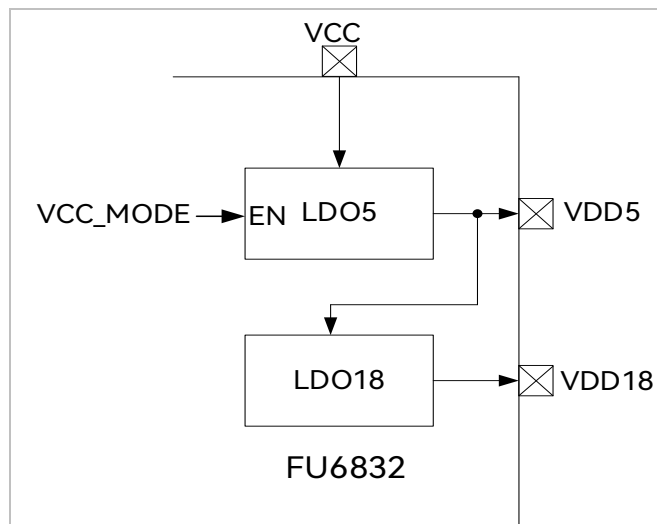 VCC
VCC_MODE
EN
LDO5
VDD5
LDO18
VDD18
FU6832